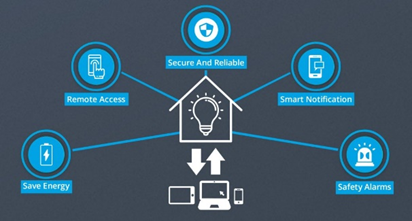 Secure And Reliable
Remote Access
Smart Notification
Save Energy
Safety Alarms